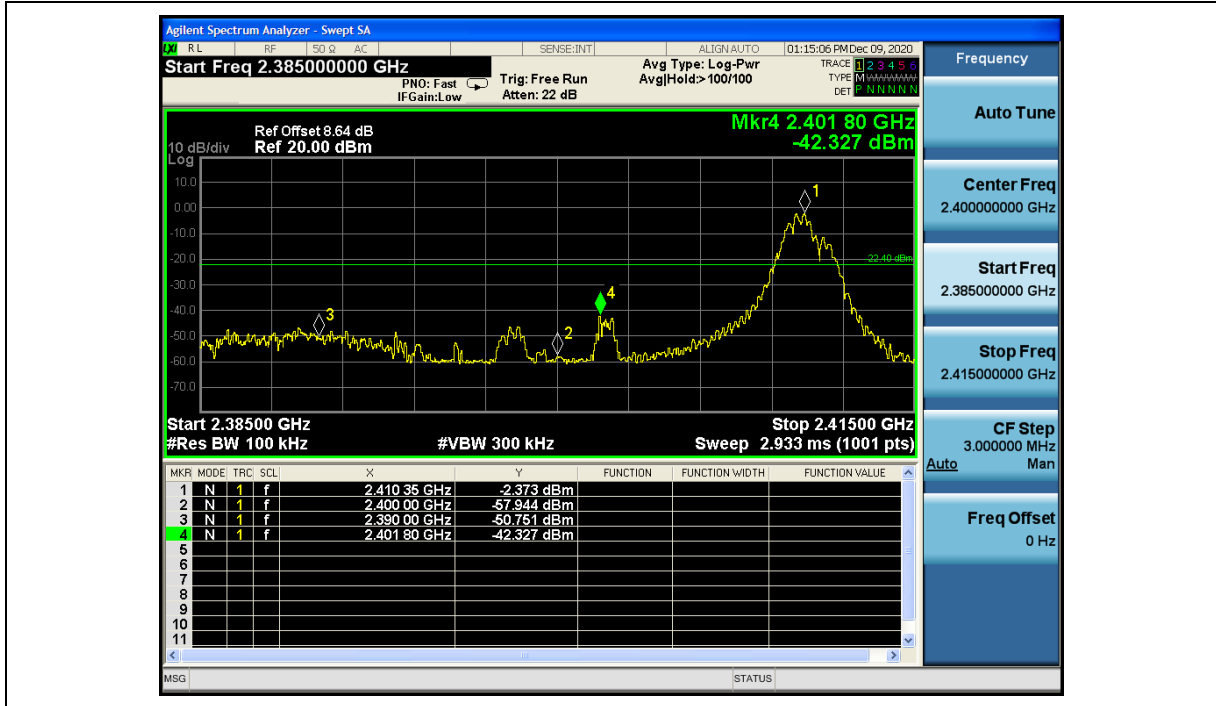 Agilent Spectrum Analyzer - Swept SA
LXI RL RF 50 Ω AC SENSE:INT ALIGN AUTO 01:15:06 PM Dec 09, 2020
Start Freq 2.385000000 GHz
PNO: Fast
IFGain:Low
Trig: Free Run
Atten: 22 dB
Avg Type: Log-Pwr
Avg|Hold:>100/100
TRACE 1 2 3 4 5 6
TYPE M WWWWW
DET P N N N N N
Ref Offset 8.64 dB
Ref 20.00 dBm
10 dB/div
Log
Mkr4 2.401 80 GHz
-42.327 dBm
10.0
0.00
-10.0
-20.0
-30.0
-40.0
-50.0
-60.0
-70.0
-22.40 dBm
1
2
3
4
Start 2.38500 GHz
Stop 2.41500 GHz
#Res BW 100 kHz
#VBW 300 kHz
Sweep 2.933 ms (1001 pts)
MKR MODE TRC SCL X Y FUNCTION FUNCTION WIDTH FUNCTION VALUE
1 N 1 f 2.410 35 GHz -2.373 dBm
2 N 1 f 2.400 00 GHz -57.944 dBm
3 N 1 f 2.390 00 GHz -50.751 dBm
4 N 1 f 2.401 80 GHz -42.327 dBm
5
6
7
8
9
10
11
MSG
STATUS
Frequency
Auto Tune
Center Freq
2.400000000 GHz
Start Freq
2.385000000 GHz
Stop Freq
2.415000000 GHz
CF Step
3.000000 MHz
Auto Man
Freq Offset
0 Hz